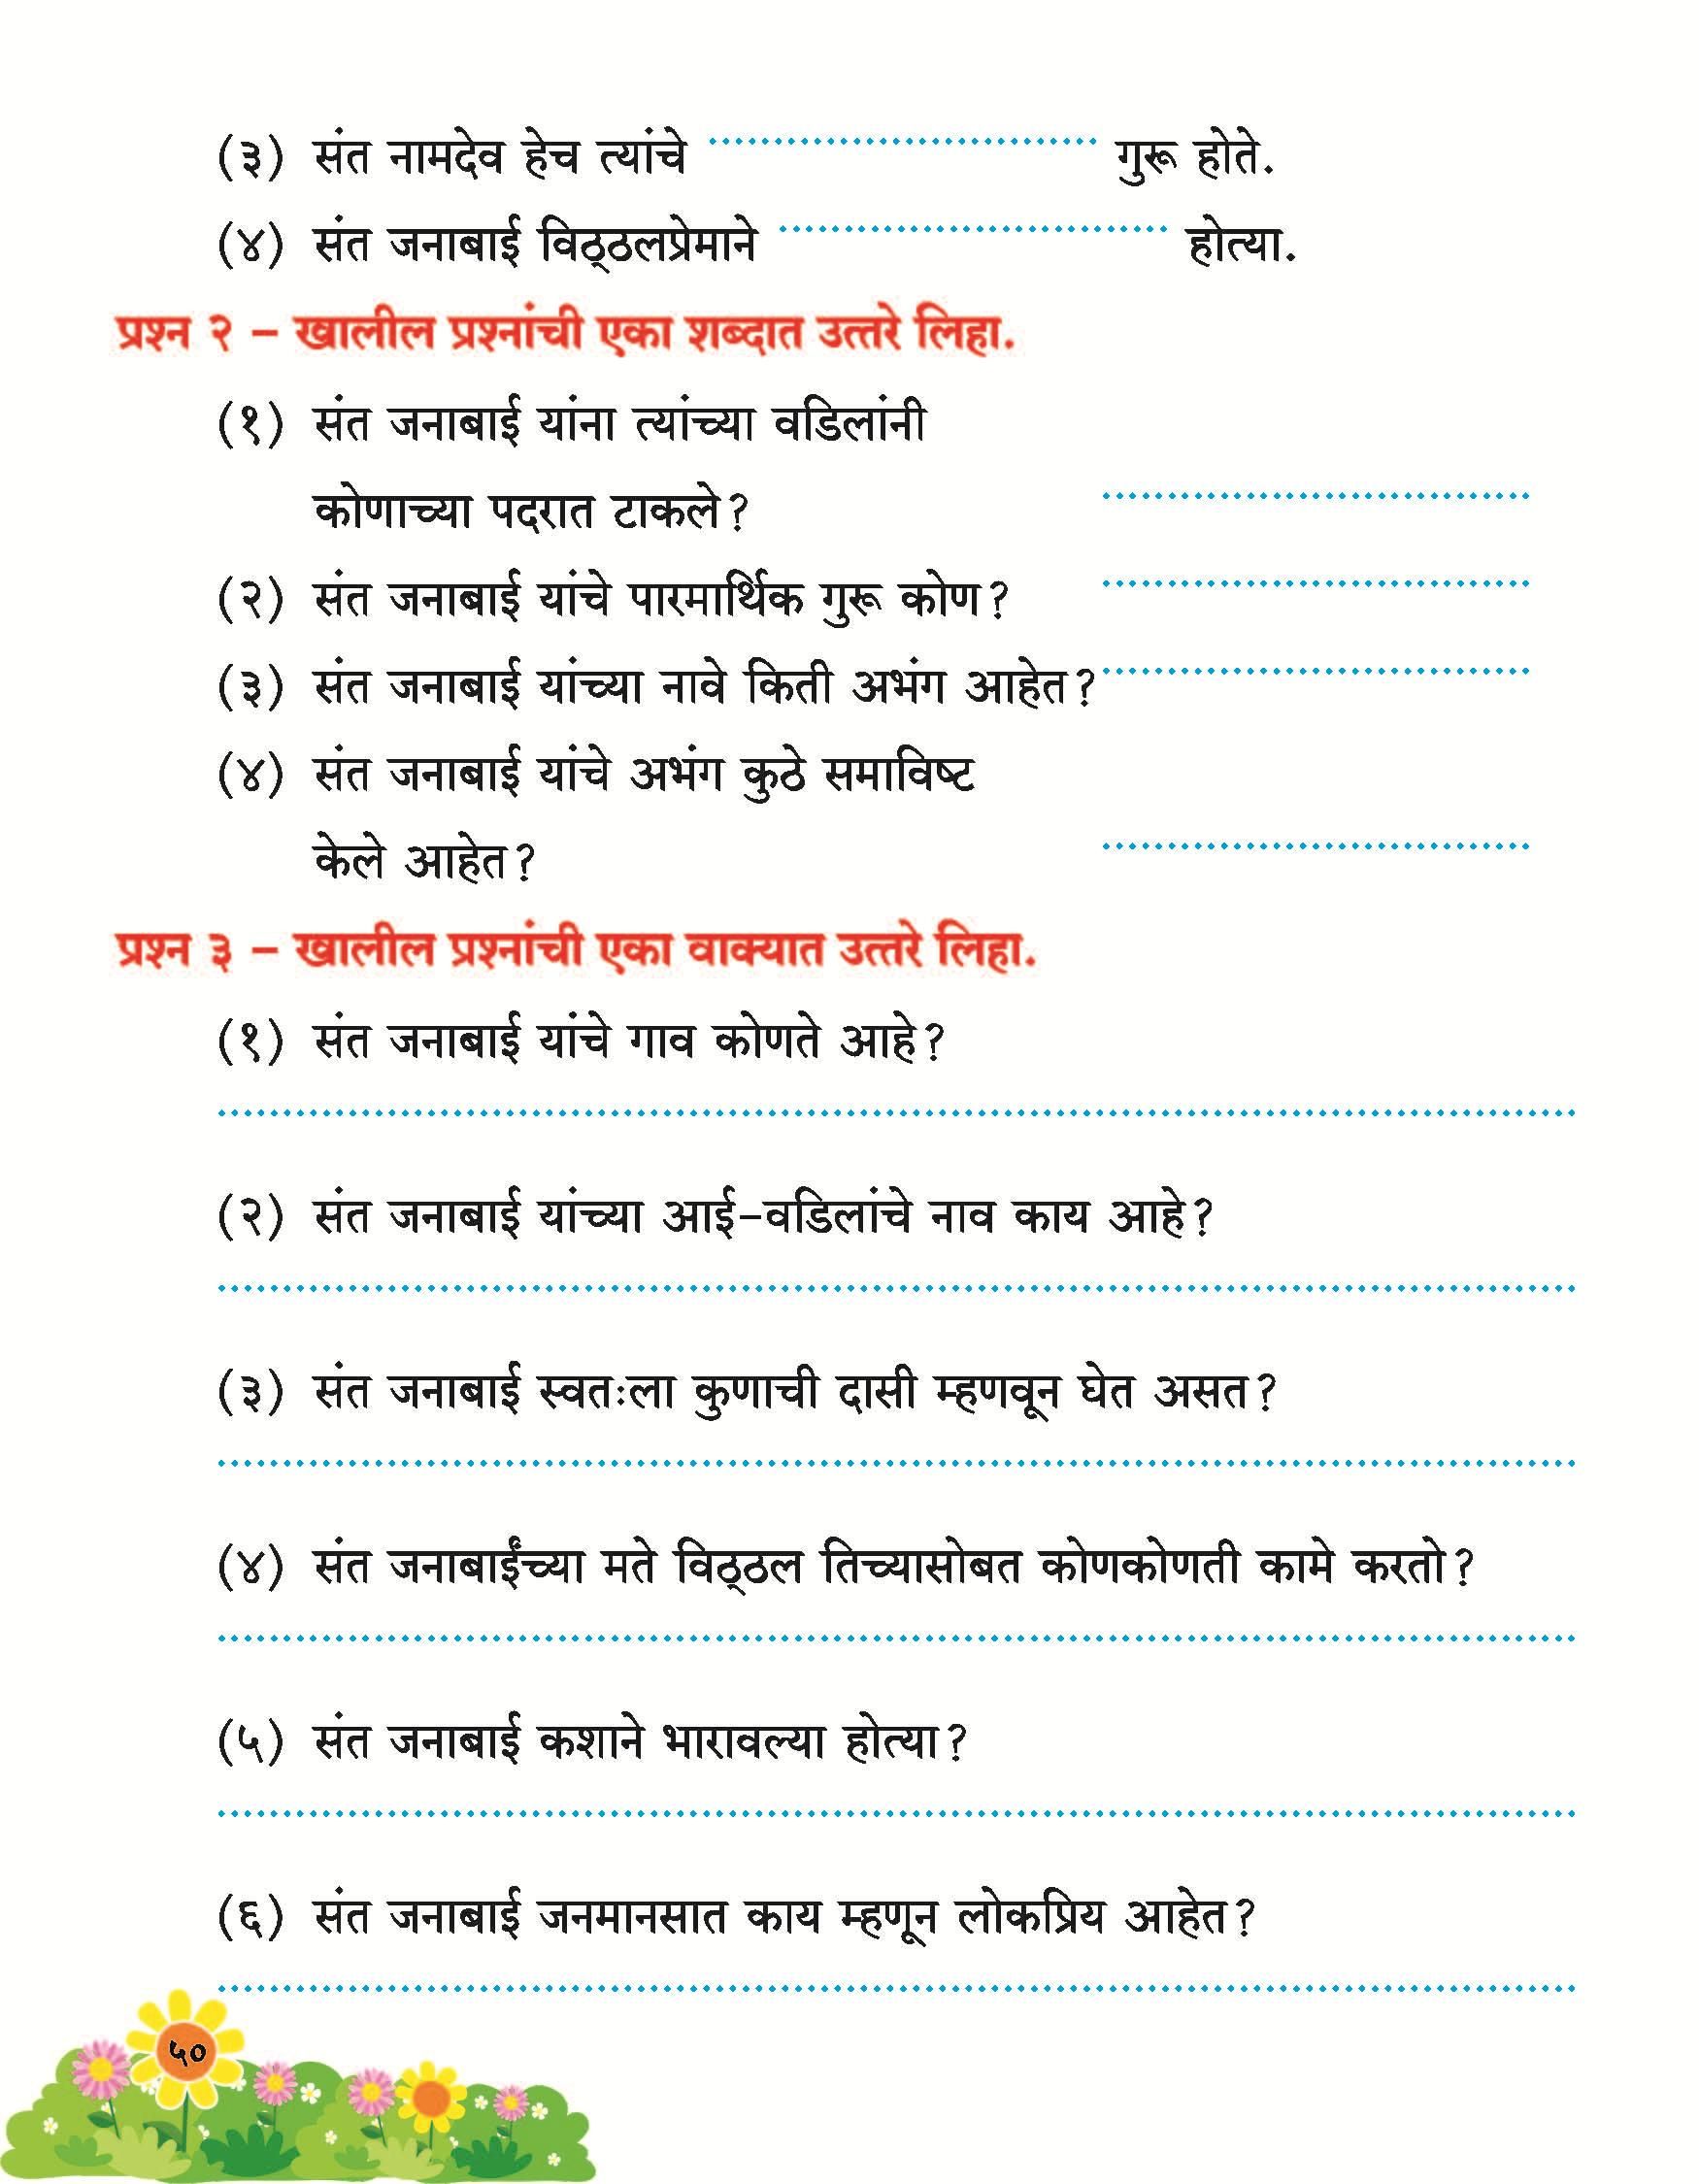 (३) संत नामदेव हेच त्यांचे ............................ गुरू होते.
(४) संत जनाबाई विठ्ठलप्रेमाने ............................ होत्या.
प्रश्न २ – खालील प्रश्नांची एका शब्दात उत्तरे लिहा.
(१) संत जनाबाई यांना त्यांच्या वडिलांनी
कोणाच्या पदरात टाकले? ............................
(२) संत जनाबाई यांचे पारमार्थिक गुरू कोण? ............................
(३) संत जनाबाई यांच्या नावे किती अभंग आहेत? ............................
(४) संत जनाबाई यांचे अभंग कुठे समाविष्ट
केले आहेत? ............................
प्रश्न ३ – खालील प्रश्नांची एका वाक्यात उत्तरे लिहा.
(१) संत जनाबाई यांचे गाव कोणते आहे?
(२) संत जनाबाई यांच्या आई-वडिलांचे नाव काय आहे?
(३) संत जनाबाई स्वतःला कुणाची दासी म्हणवून घेत असत?
(४) संत जनाबाईंच्या मते विठ्ठल तिच्यासोबत कोणकोणती कामे करतो?
(५) संत जनाबाई कशाने भारावल्या होत्या?
(६) संत जनाबाई जनमानसात काय म्हणून लोकप्रिय आहेत?
५०